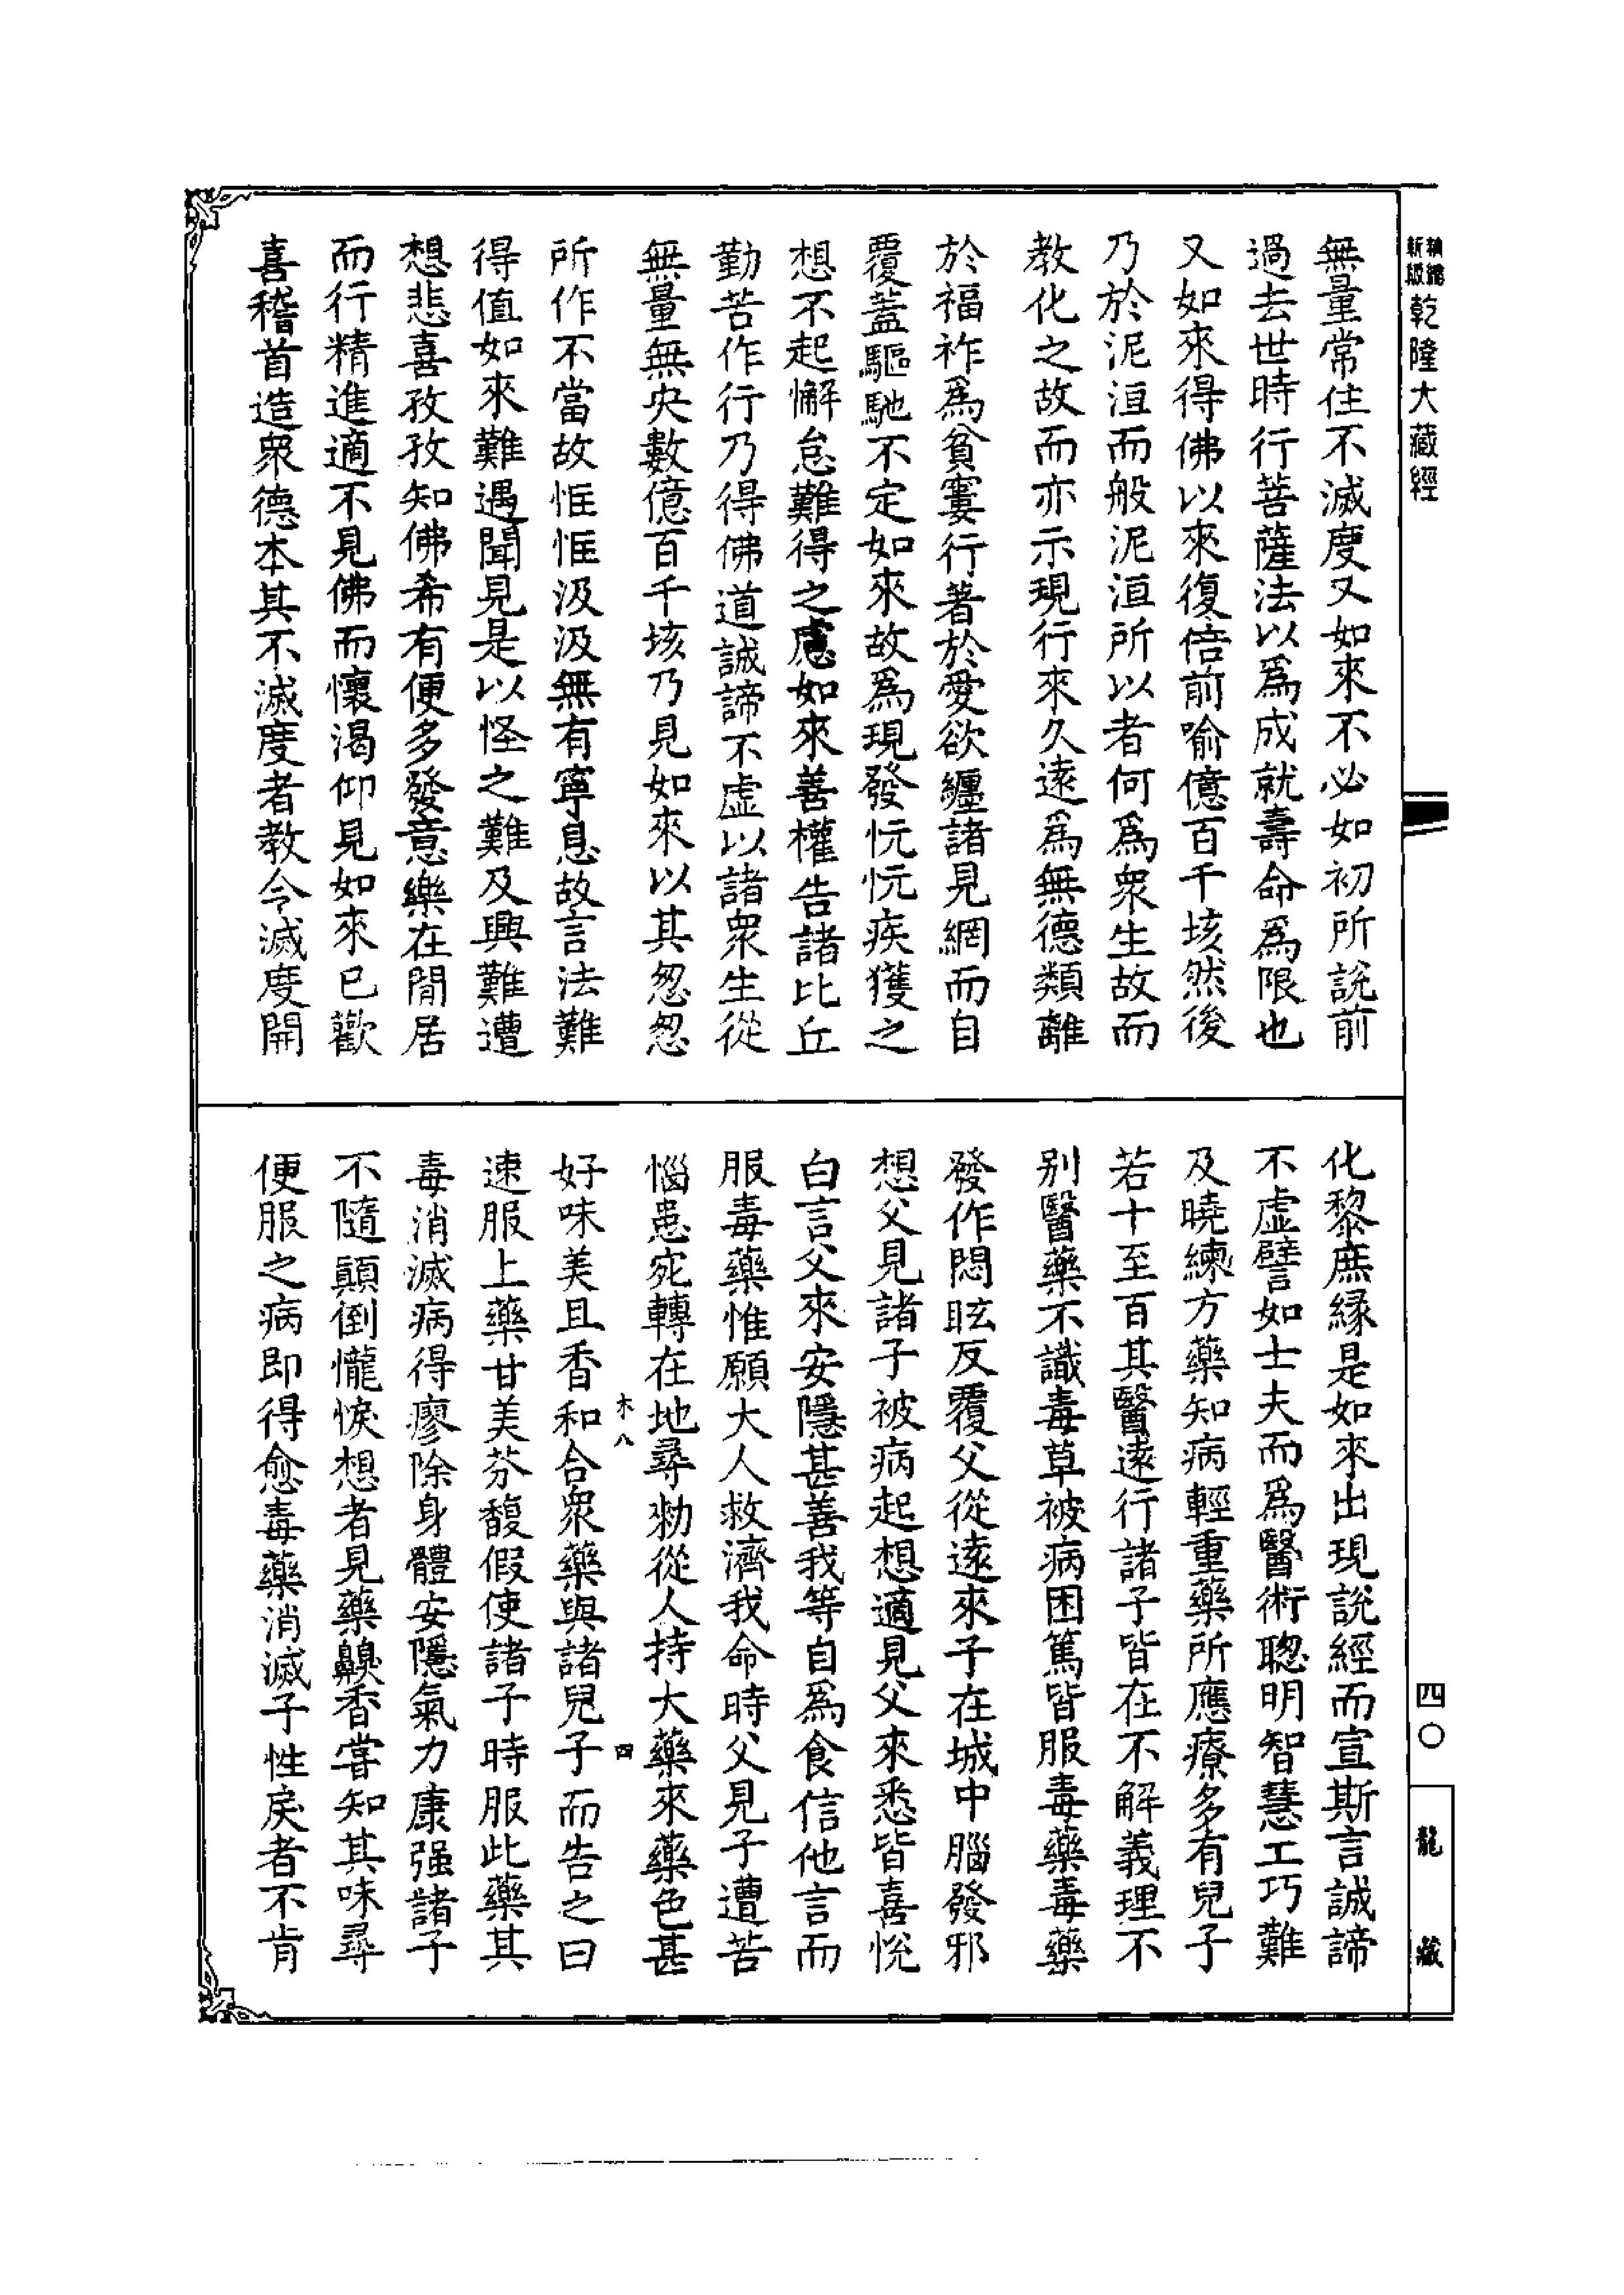 乾隆大藏經
無量常住不滅度又如來不必如初所說前
過去世時行菩薩法以爲成就壽命爲限也
又如來得佛以來復倍前喻億百千垓然後
乃於泥洹而般泥洹所以者何爲衆生故而
教化之故而亦示現行來久遠爲無德類離
於福祚爲貧窶行著於愛欲纏諸見網而自
覆蓋驅馳不定如來故爲現發忨忨疾獲之
想不起懈怠難得之慮如來善權告諸比丘
勤苦作行乃得佛道誠諦不虛以諸衆生從
無量無央數億百千垓乃見如來以其怱怱
所作不當故恇恇汲汲無有寧息故言法難
得值如來難遇聞見是以怪之難及興難遭
想悲喜孜孜知佛希有便多發意樂在閒居
而行精進適不見佛而懷渴仰見如來已歡
喜稽首造衆德本其不滅度者教令滅度開
化黎庶緣是如來出現說經而宣斯言誠諦
不虛譬如士夫而爲醫術聰明智慧工巧難
及曉練方藥知病輕重藥所應療多有兒子
若十至百其醫遠行諸子皆在不解義理不
別醫藥不識毒草被病困篤皆服毒藥毒藥
發作悶眩反覆父從遠來子在城中腦發邪
想父見諸子被病起想適見父來悉皆喜悅
白言父來安隱甚善我等自爲食信他言而
服毒藥惟願大人救濟我命時父見子遭苦
惱患宛轉在地尋勑從人持大藥來藥色甚
木八 四
好味美且香和合衆藥與諸兒子而告之曰
速服上藥甘美芬馥假使諸子時服此藥其
毒消滅病得瘳除身體安隱氣力康强諸子
不隨顛倒憹悷想者見藥齅香嘗知其味尋
便服之病即得愈毒藥消滅子性戾者不肯
四〇
龍藏